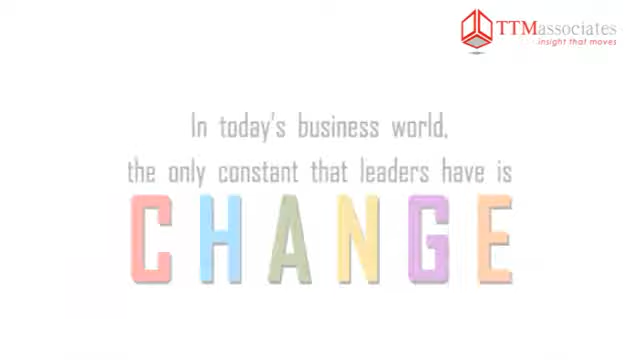 TTMassociates
insight that moves
In today's business world,
the only constant that leaders have is
CHANGE